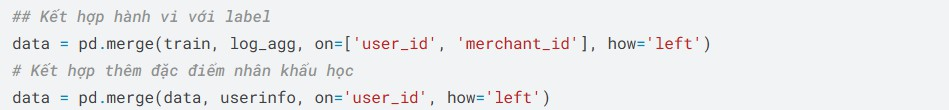 ## Kết hợp hành vi với label
data = pd.merge(train, log_agg, on=['user_id', 'merchant_id'], how='left')
# Kết hợp thêm đặc điểm nhân khẩu học
data = pd.merge(data, userinfo, on='user_id', how='left')